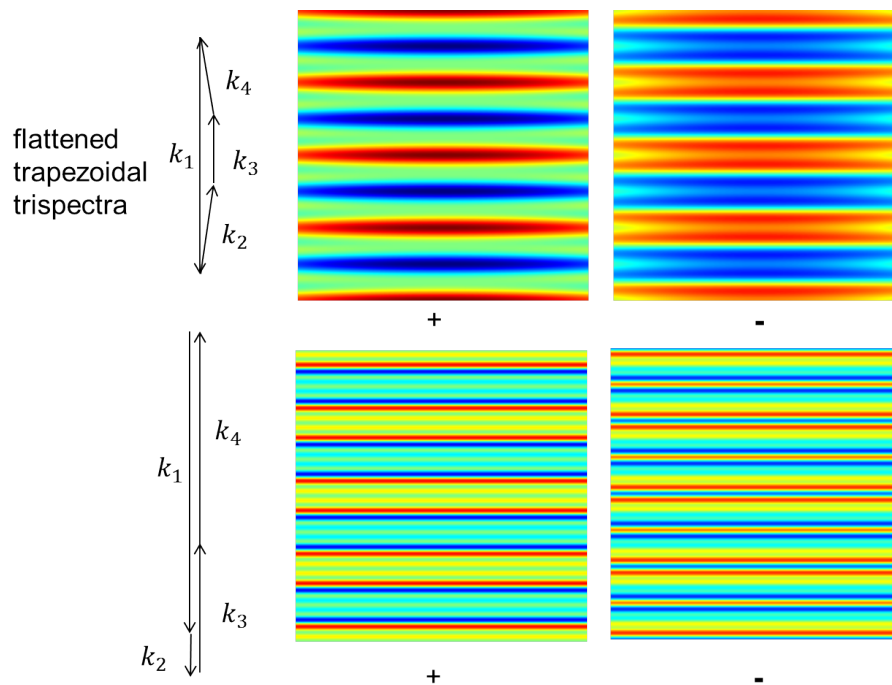 k₄
flattened
trapezoidal
trispectra
k₁
k₃
k₂
+
-
k₄
k₁
k₃
k₂
+
-